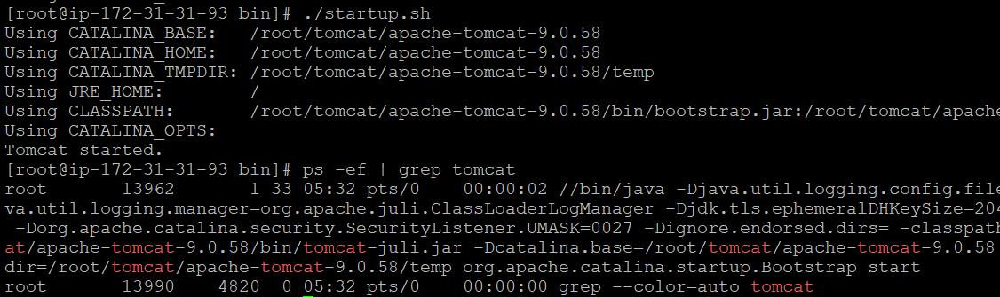 [root@ip-172-31-31-93 bin]# ./startup.sh
Using CATALINA_BASE:   /root/tomcat/apache-tomcat-9.0.58
Using CATALINA_HOME:   /root/tomcat/apache-tomcat-9.0.58
Using CATALINA_TMPDIR: /root/tomcat/apache-tomcat-9.0.58/temp
Using JRE_HOME:        /
Using CLASSPATH:       /root/tomcat/apache-tomcat-9.0.58/bin/bootstrap.jar:/root/tomcat/apache
Using CATALINA_OPTS:
Tomcat started.
[root@ip-172-31-31-93 bin]# ps -ef | grep tomcat
root       13962       1 33 05:32 pts/0    00:00:02 //bin/java -Djava.util.logging.config.file
va.util.logging.manager=org.apache.juli.ClassLoaderLogManager -Djdk.tls.ephemeralDHKeySize=204
 -Dorg.apache.catalina.security.SecurityListener.UMASK=0027 -Dignore.endorsed.dirs= -classpath
at/apache-tomcat-9.0.58/bin/tomcat-juli.jar -Dcatalina.base=/root/tomcat/apache-tomcat-9.0.58
dir=/root/tomcat/apache-tomcat-9.0.58/temp org.apache.catalina.startup.Bootstrap start
root       13990    4820  0 05:32 pts/0    00:00:00 grep --color=auto tomcat